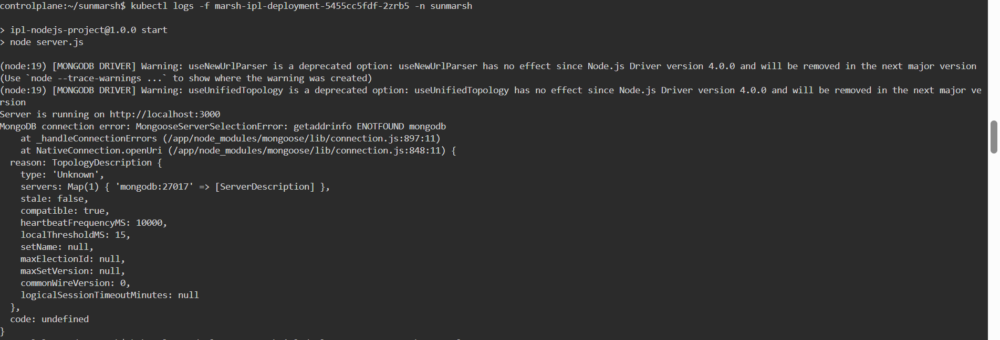 controlplane:~/sunmarsh$ kubectl logs -f marsh-ipl-deployment-5455cc5fdf-2zrb5 -n sunmarsh
> ipl-nodejs-project@1.0.0 start
> node server.js
(node:19) [MONGODB DRIVER] Warning: useNewUrlParser is a deprecated option: useNewUrlParser has no effect since Node.js Driver version 4.0.0 and will be removed in the next major version
(Use `node --trace-warnings ...` to show where the warning was created)
(node:19) [MONGODB DRIVER] Warning: useUnifiedTopology is a deprecated option: useUnifiedTopology has no effect since Node.js Driver version 4.0.0 and will be removed in the next major ve
rsion
Server is running on http://localhost:3000
MongoDB connection error: MongooseServerSelectionError: getaddrinfo ENOTFOUND mongodb
    at _handleConnectionErrors (/app/node_modules/mongoose/lib/connection.js:897:11)
    at NativeConnection.openUri (/app/node_modules/mongoose/lib/connection.js:848:11) {
  reason: TopologyDescription {
    type: 'Unknown',
    servers: Map(1) { 'mongodb:27017' => [ServerDescription] },
    stale: false,
    compatible: true,
    heartbeatFrequencyMS: 10000,
    localThresholdMS: 15,
    setName: null,
    maxElectionId: null,
    maxSetVersion: null,
    commonWireVersion: 0,
    logicalSessionTimeoutMinutes: null
  },
  code: undefined
}